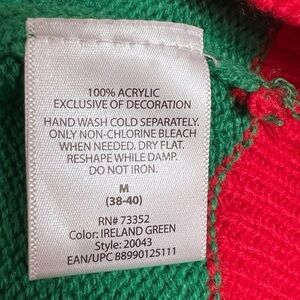 100% ACRYLIC
EXCLUSIVE OF DECORATION
HAND WASH COLD SEPARATELY.
ONLY NON-CHLORINE BLEACH
WHEN NEEDED. DRY FLAT.
RESHAPE WHILE DAMP.
DO NOT IRON.
M
(38-40)
RN# 73352
Color: IRELAND GREEN
Style: 20043
EAN/UPC 88990125111